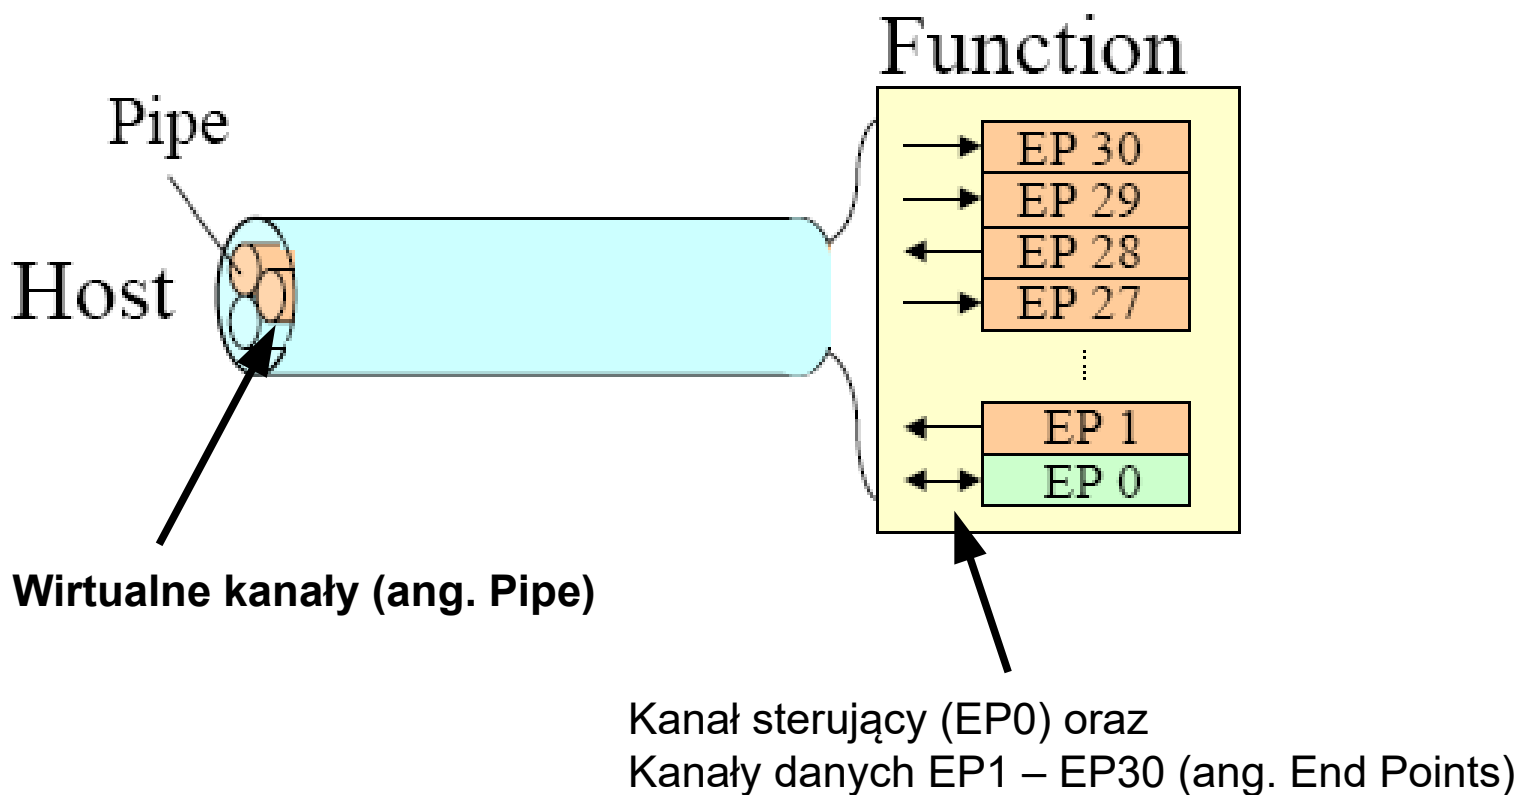 Function
Pipe
Host
EP 30
EP 29
EP 28
EP 27
EP 1
EP 0
Wirtualne kanały (ang. Pipe)
Kanał sterujący (EP0) oraz
Kanały danych EP1 – EP30 (ang. End Points)